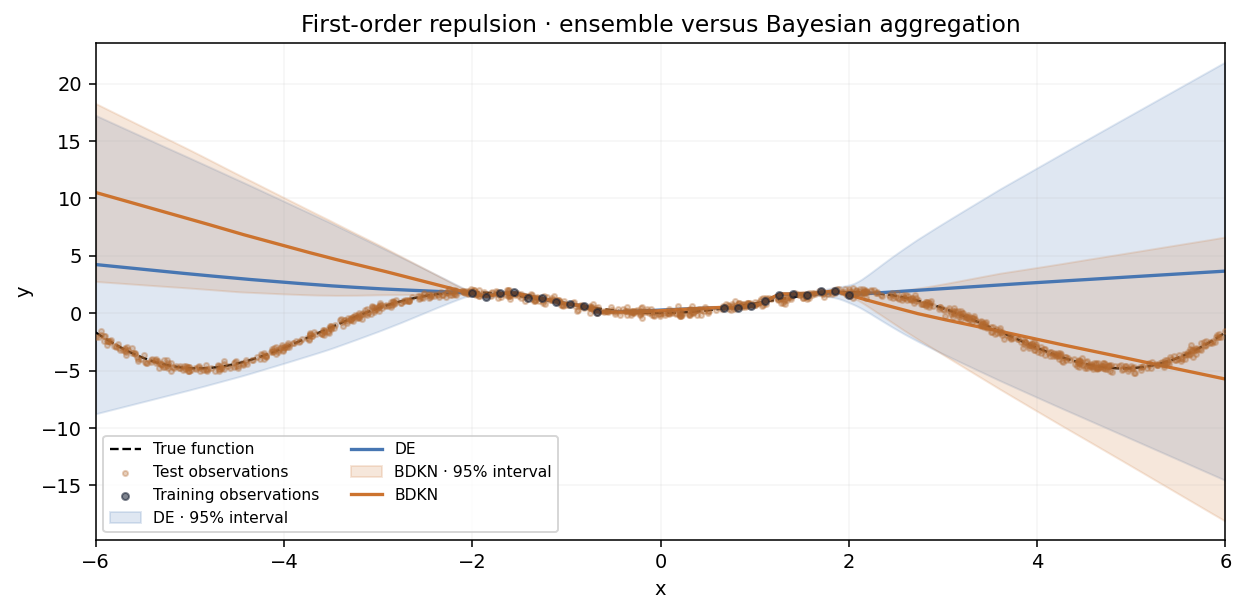 First-order repulsion · ensemble versus Bayesian aggregation
y
20
15
10
5
0
−5
−10
−15
True function
Test observations
Training observations
DE · 95% interval
DE
BDKN · 95% interval
BDKN
−6
−4
−2
0
2
4
6
x